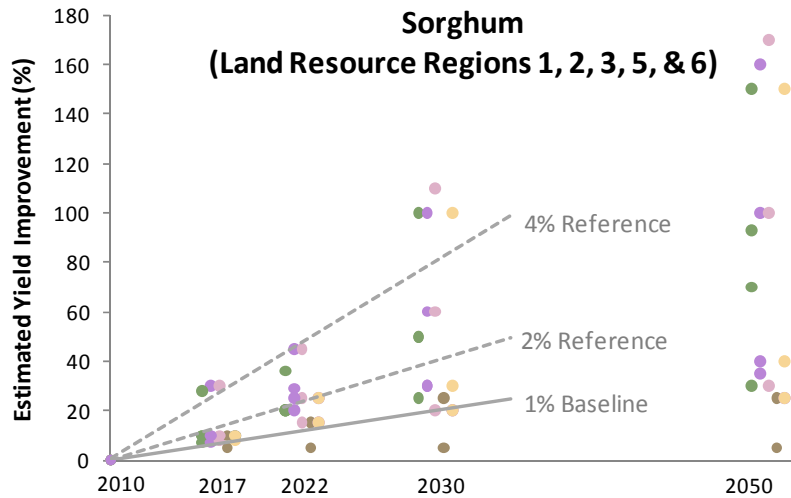 Sorghum
(Land Resource Regions 1, 2, 3, 5, & 6)
Estimated Yield Improvement (%)
180
160
140
120
100
80
60
40
20
0
4% Reference
2% Reference
1% Baseline
2010
2017
2022
2030
2050